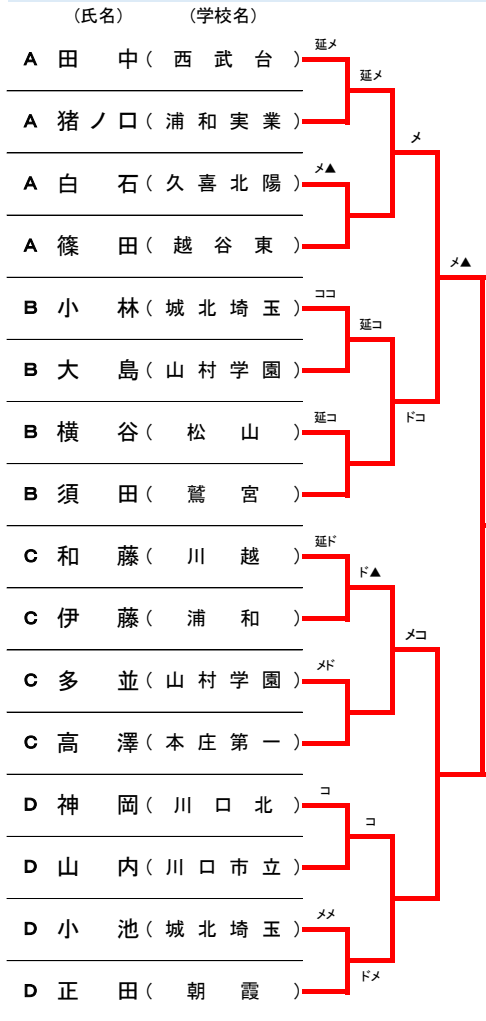 （氏名） （学校名）
A 田中（西武台） 延メ
延メ
A 猪ノ口（浦和実業）
メ
A 白石（久喜北陽） メ▲
A 篠田（越谷東）
メ▲
B 小林（城北埼玉） ココ
延コ
B 大島（山村学園）
ドコ
B 横谷（松山） 延コ
B 須田（鷲宮）
C 和藤（川越） 延ド
ド▲
C 伊藤（浦和）
メコ
C 多並（山村学園） メド
C 高澤（本庄第一）
D 神岡（川口北） コ
コ
D 山内（川口市立）
D 小池（城北埼玉） メメ
ドメ
D 正田（朝霞）